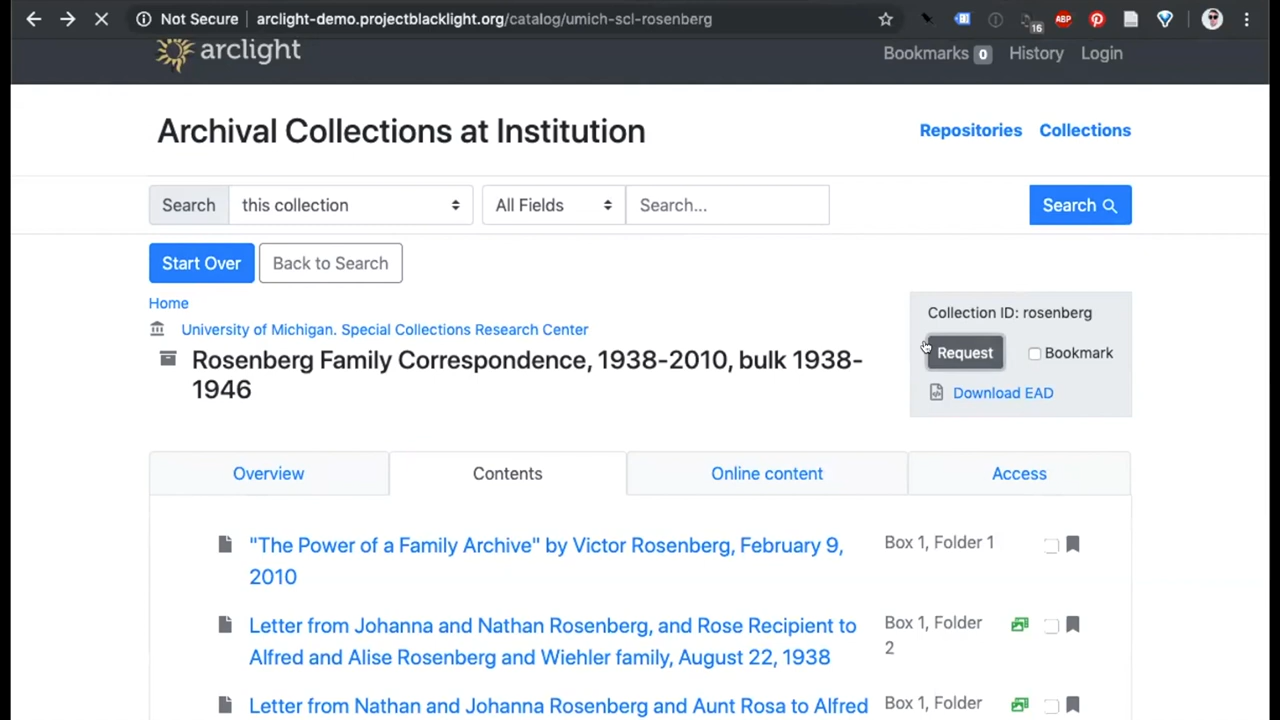 Not Secure arclight-demo.projectblacklight.org/catalog/umich-scl-rosenberg
16 ABP
arclight Bookmarks 0 History Login
Archival Collections at Institution Repositories Collections
Search this collection All Fields Search... Search
Start Over Back to Search
Home
University of Michigan. Special Collections Research Center
Rosenberg Family Correspondence, 1938-2010, bulk 1938-
1946
Collection ID: rosenberg
Request Bookmark
Download EAD
Overview Contents Online content Access
"The Power of a Family Archive" by Victor Rosenberg, February 9, Box 1, Folder 1
2010
Letter from Johanna and Nathan Rosenberg, and Rose Recipient to Box 1, Folder
Alfred and Alise Rosenberg and Wiehler family, August 22, 1938 2
Letter from Nathan and Johanna Rosenberg and Aunt Rosa to Alfred Box 1, Folder